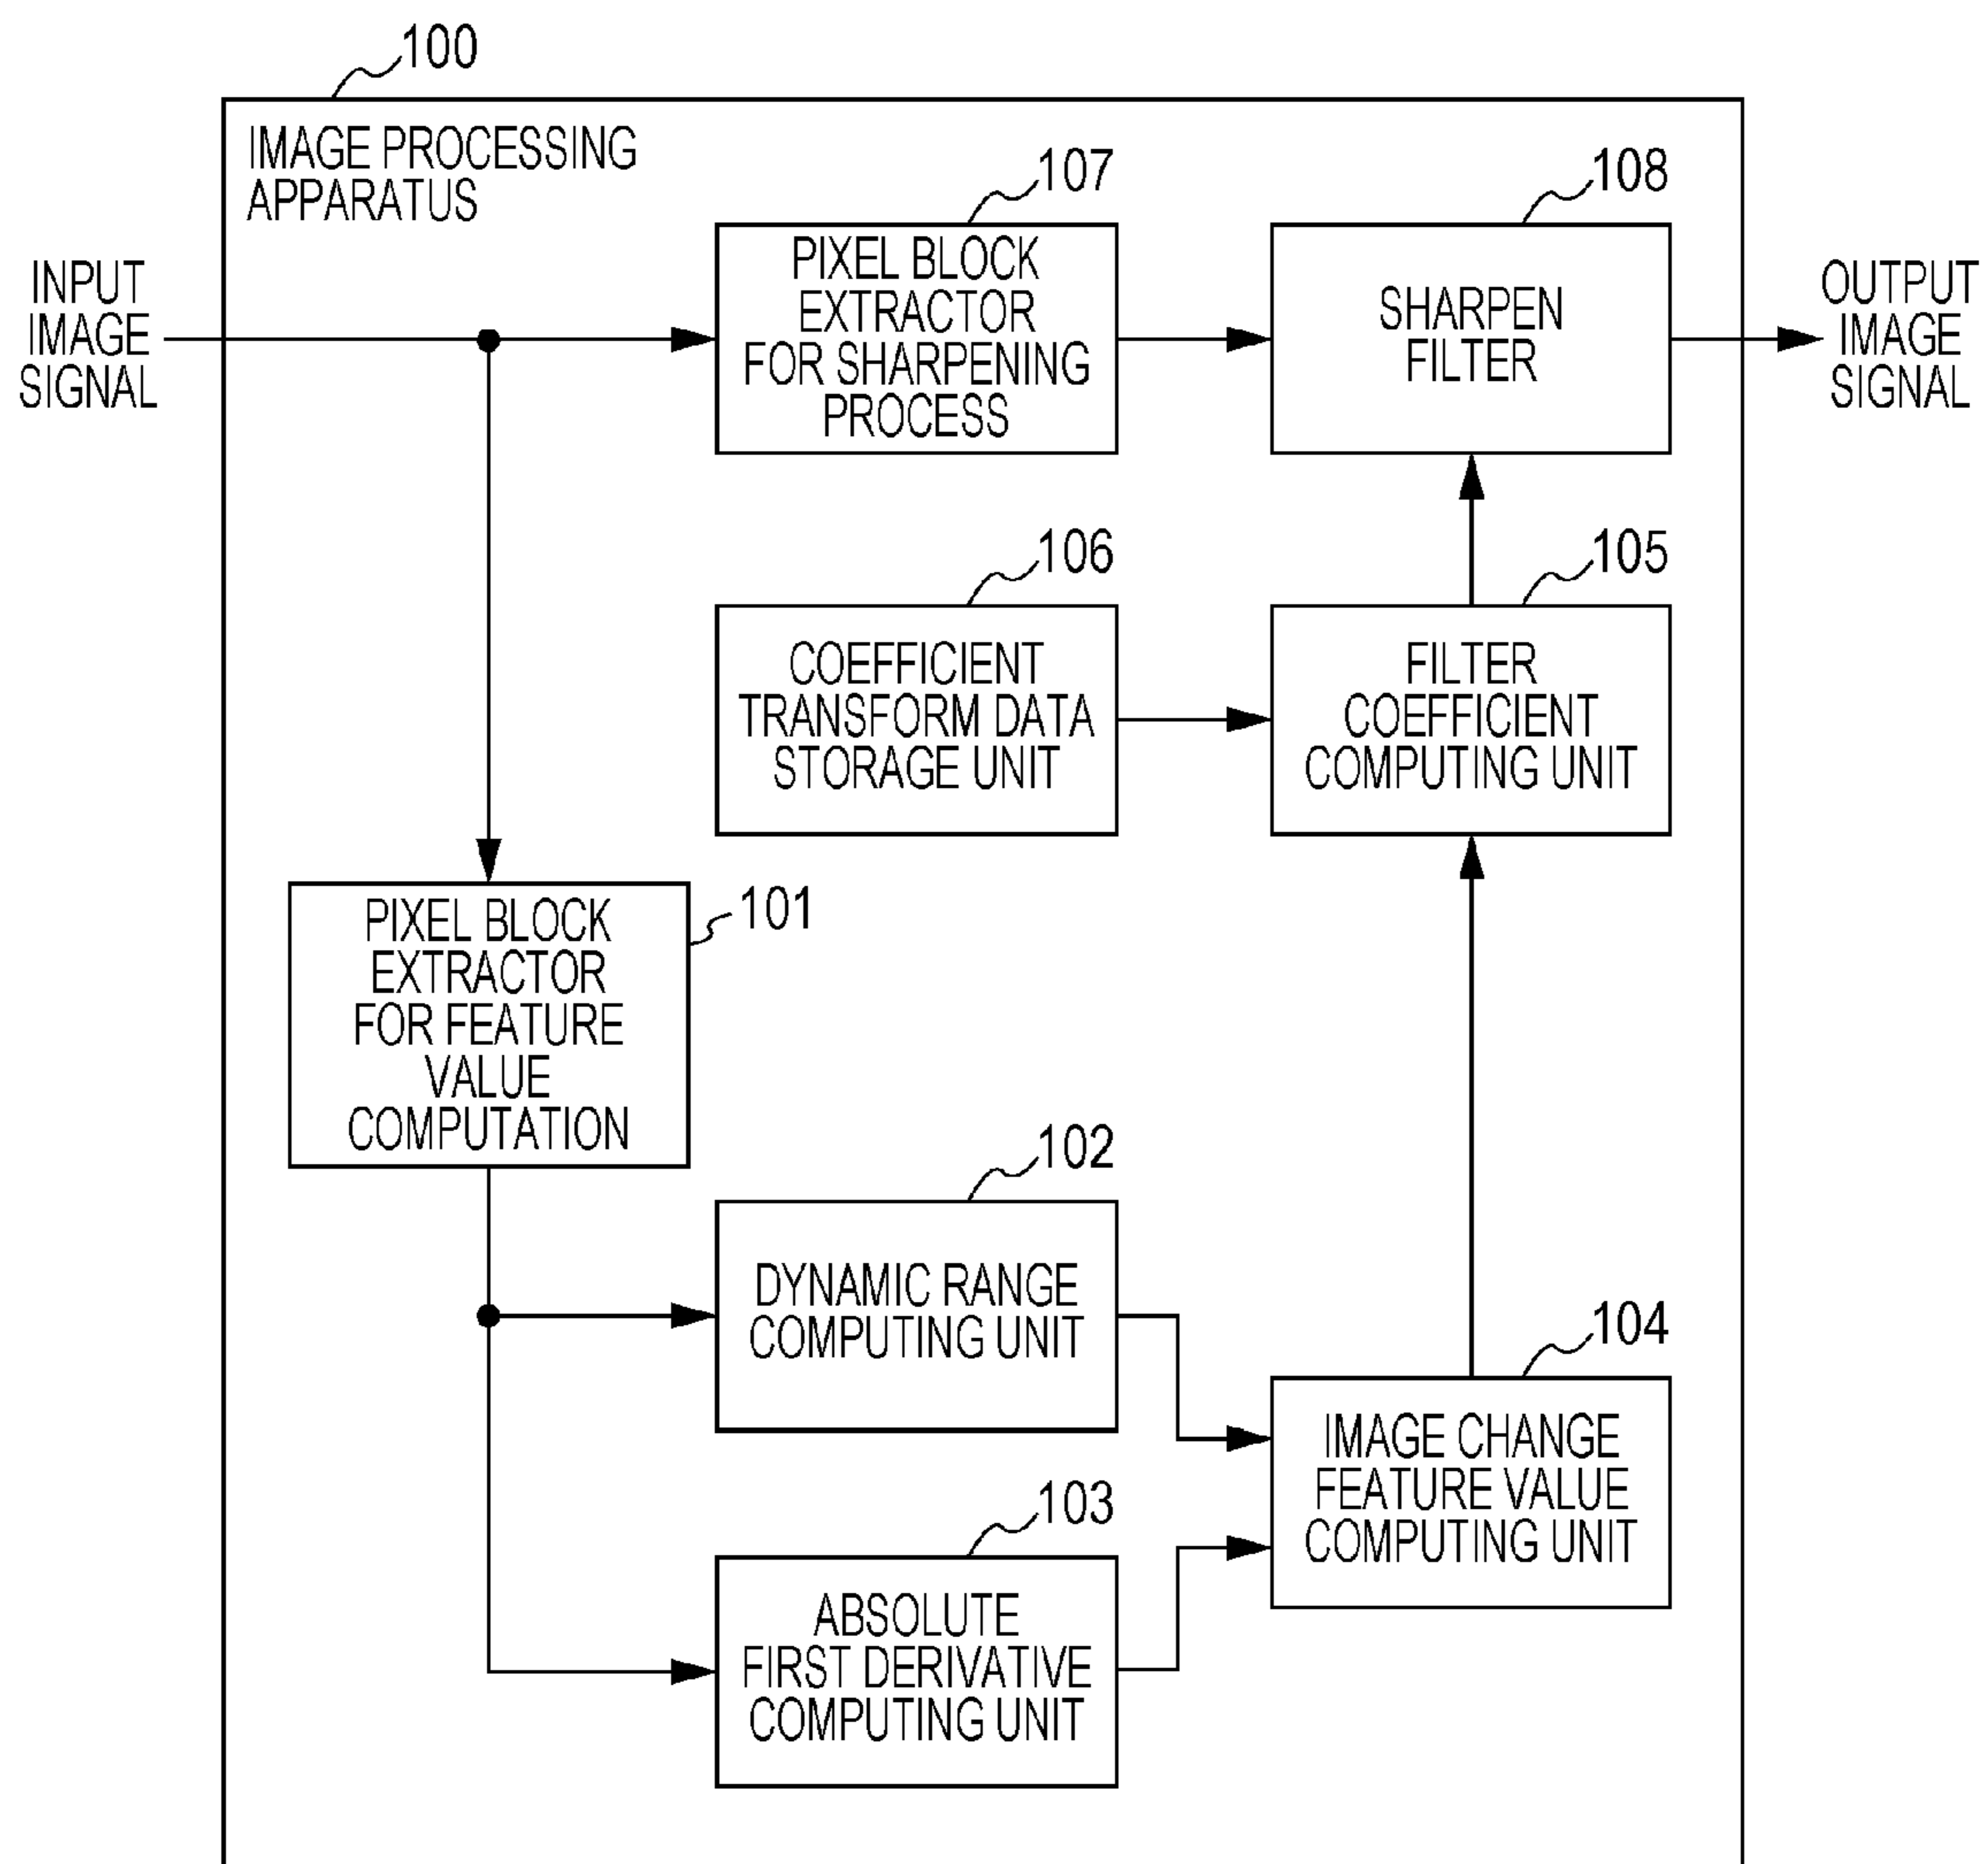 100
IMAGE PROCESSING
APPARATUS
INPUT
IMAGE
SIGNAL
107
PIXEL BLOCK
EXTRACTOR
FOR SHARPENING
PROCESS
108
SHARPEN
FILTER
OUTPUT
IMAGE
SIGNAL
106
COEFFICIENT
TRANSFORM DATA
STORAGE UNIT
105
FILTER
COEFFICIENT
COMPUTING UNIT
101
PIXEL BLOCK
EXTRACTOR
FOR FEATURE
VALUE
COMPUTATION
102
DYNAMIC RANGE
COMPUTING UNIT
104
IMAGE CHANGE
FEATURE VALUE
COMPUTING UNIT
103
ABSOLUTE
FIRST DERIVATIVE
COMPUTING UNIT